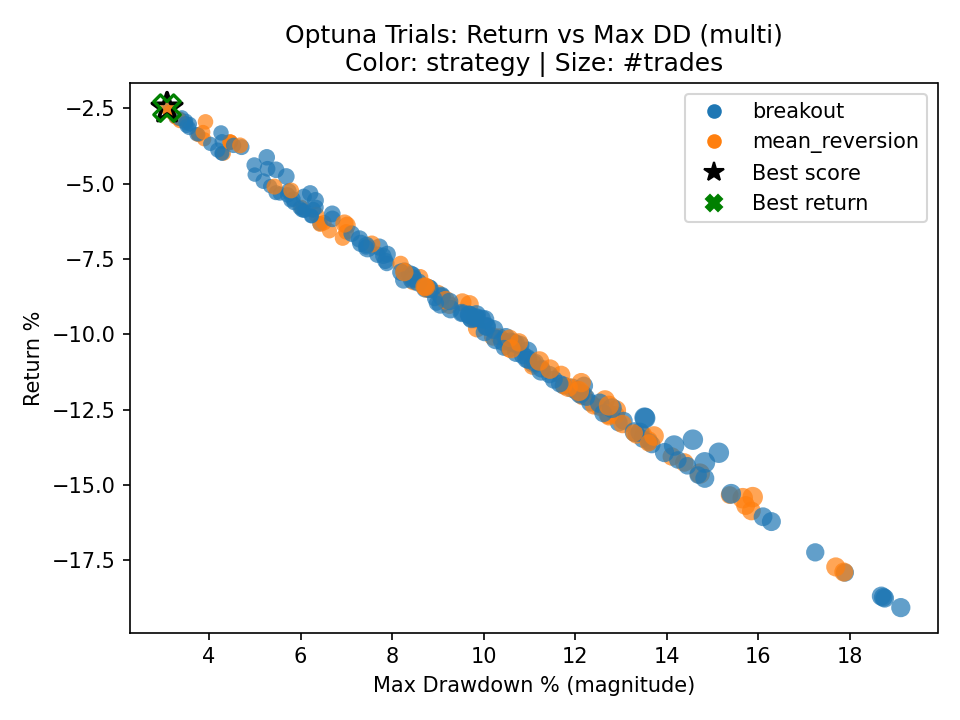 Optuna Trials: Return vs Max DD (multi)
Color: strategy | Size: #trades
−2.5
−5.0
−7.5
−10.0
−12.5
−15.0
−17.5
Return %
breakout
mean_reversion
Best score
Best return
4 6 8 10 12 14 16 18
Max Drawdown % (magnitude)